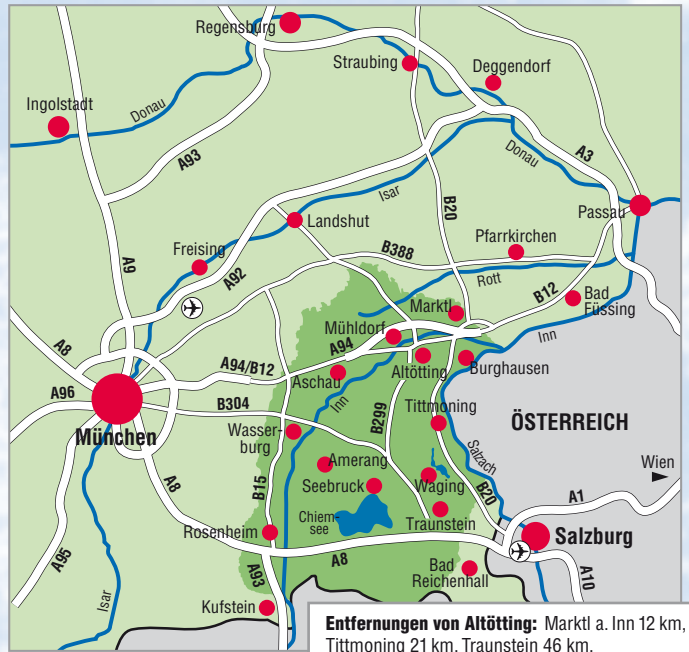 Regensburg
Straubing
Deggendorf
Ingolstadt
Donau
A93
A3
Donau
Isar
B20
Passau
Landshut
Pfarrkirchen
Freising
A9
A92
B388
Rott
B12
Bad
Füssing
Marktl
Mühldorf
Inn
A8
A94
A94/B12
Altötting
Burghausen
Aschau
A96
B304
Inn
Tittmoning
München
B299
ÖSTERREICH
Wasser-
burg
Salzach
Amerang
Wien
A8
B15
Seebruck
Waging
B20
A1
Chiem-
see
Traunstein
Rosenheim
Salzburg
A95
A8
Isar
A93
Bad
Reichenhall
A10
Kufstein
Entfernungen von Altötting: Marktl a. Inn 12 km,
Tittmoning 21 km, Traunstein 46 km,